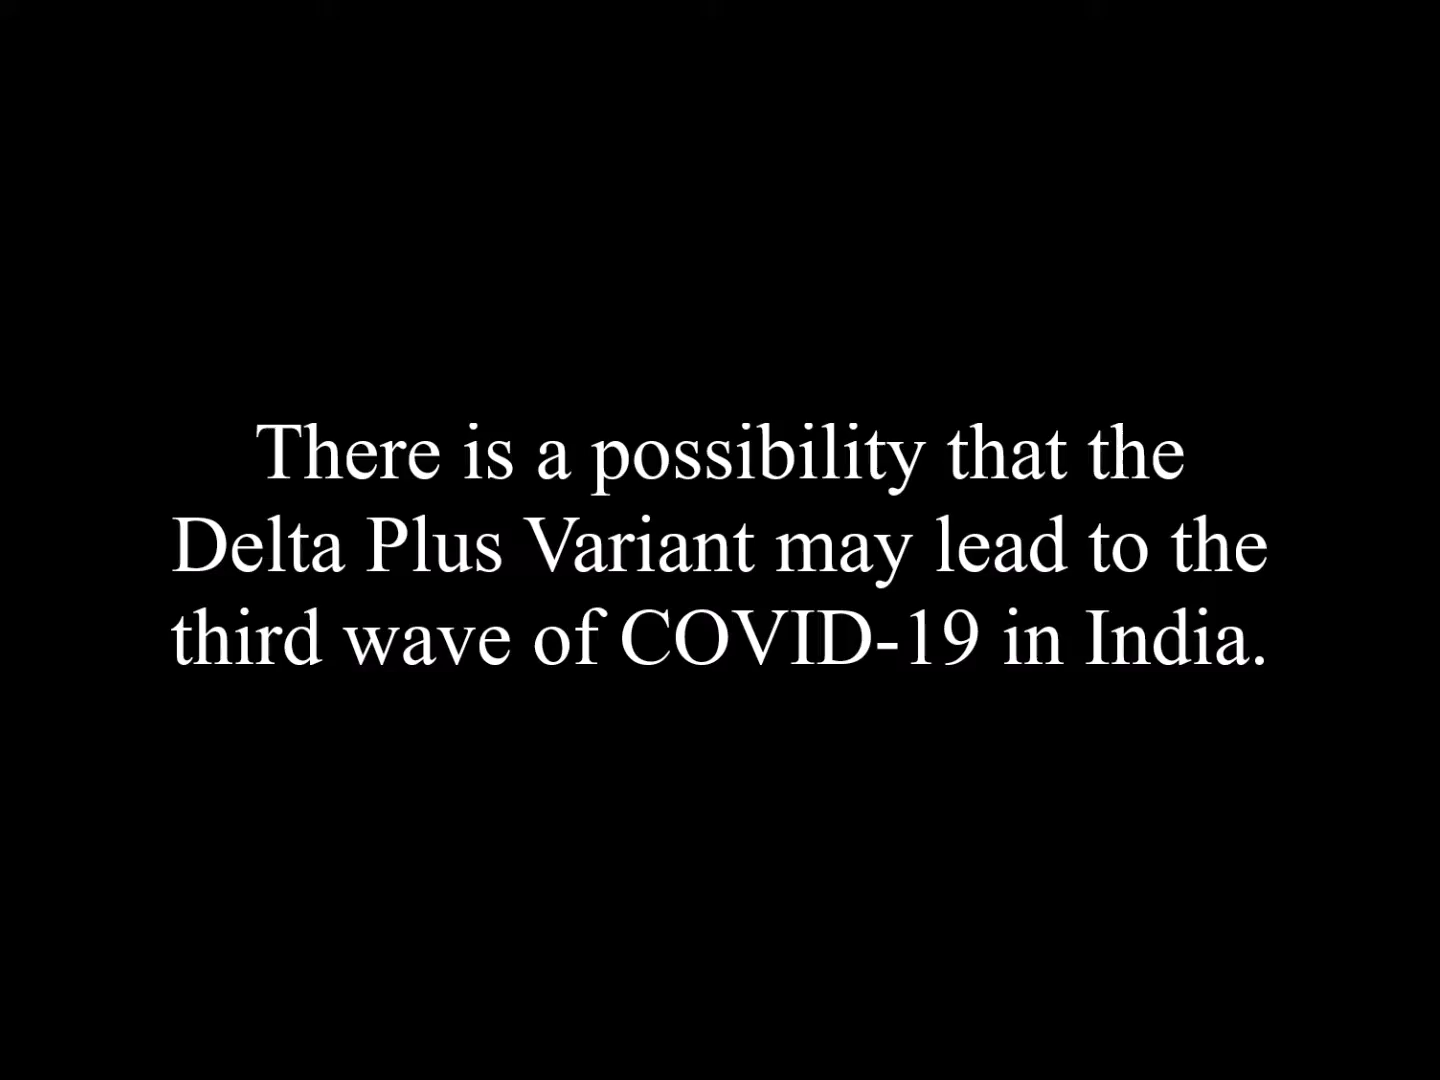 There is a possibility that the
Delta Plus Variant may lead to the
third wave of COVID-19 in India.